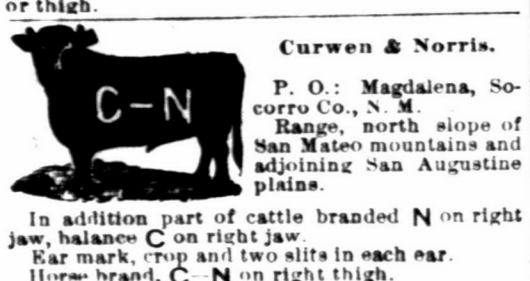 or thigh.
Curwen & Norris.
C-N
P. O.: Magdalena, So-
corro Co., N. M.
Range, north slope of
San Mateo mountains and
adjoining San Augustine
plains.
In addition part of cattle branded N on right
jaw, balance C on right jaw.
Ear mark, crop and two slits in each ear.
Horse brand, C-N on right thigh.